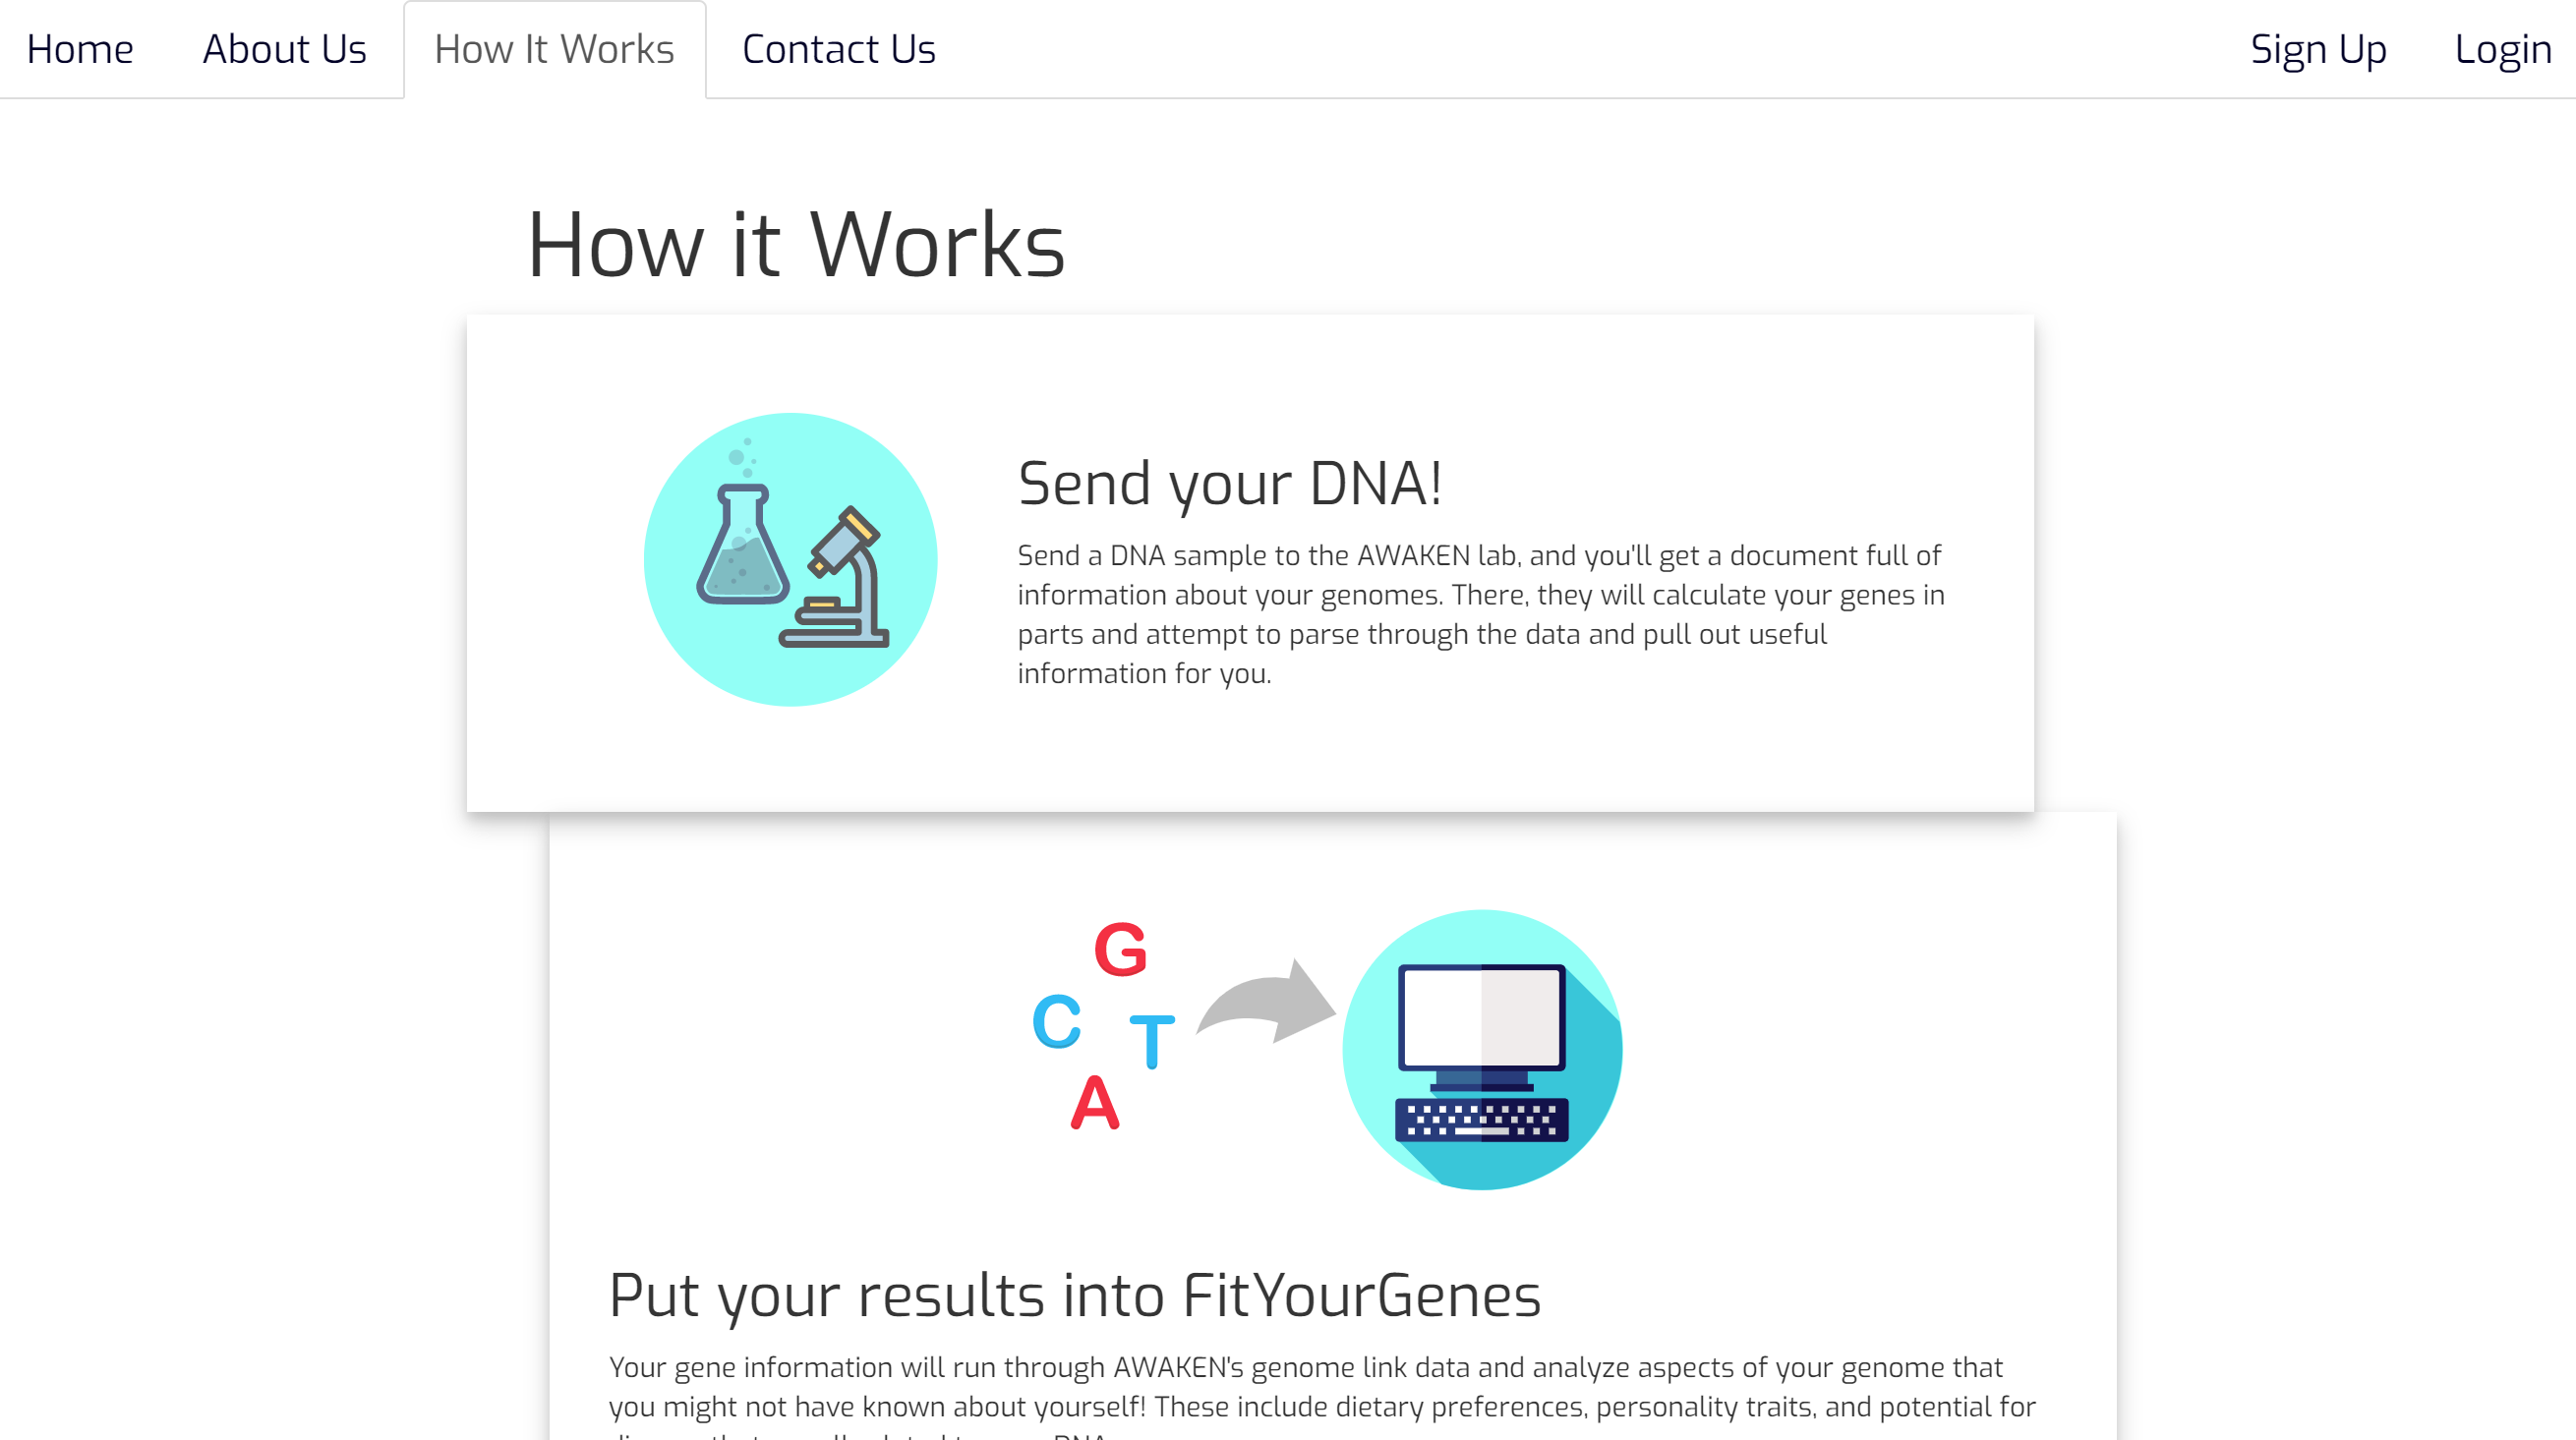 Home About Us How It Works Contact Us Sign Up Login
How it Works
Send your DNA!
Send a DNA sample to the AWAKEN lab, and you'll get a document full of
information about your genomes. There, they will calculate your genes in
parts and attempt to parse through the data and pull out useful
information for you.
G
C T
A
Put your results into FitYourGenes
Your gene information will run through AWAKEN's genome link data and analyze aspects of your genome that
you might not have known about yourself! These include dietary preferences, personality traits, and potential for